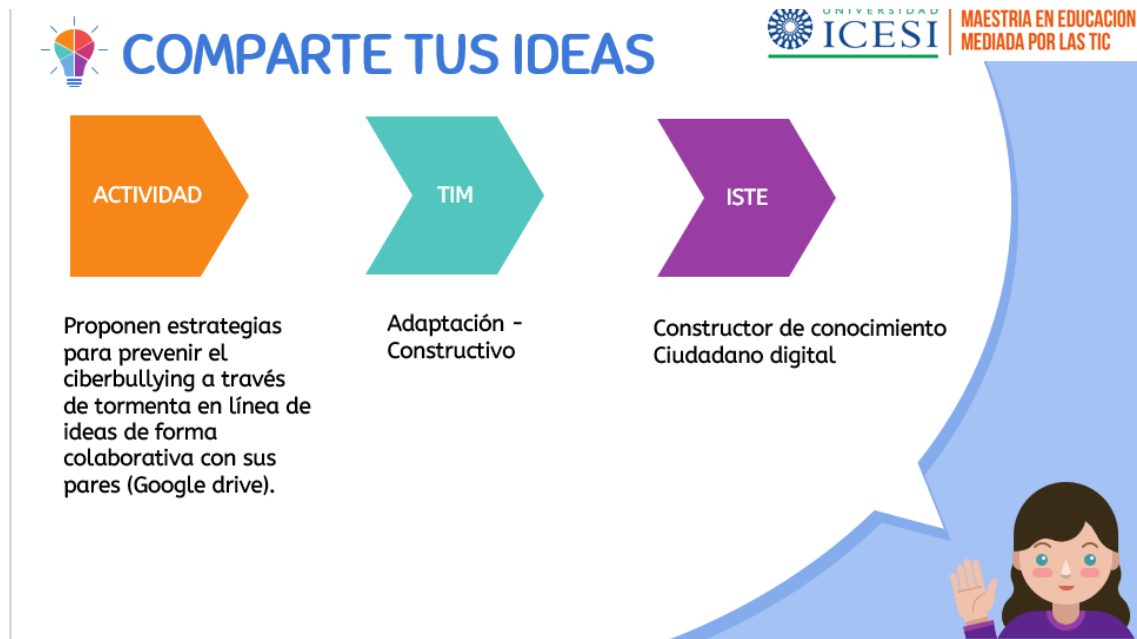 COMPARTE TUS IDEAS
UNIVERSIDAD
ICESI
MAESTRIA EN EDUCACION
MEDIADA POR LAS TIC
ACTIVIDAD
TIM
ISTE
Proponen estrategias
para prevenir el
ciberbullying a través
de tormenta en línea de
ideas de forma
colaborativa con sus
pares (Google drive).
Adaptación -
Constructivo
Constructor de conocimiento
Ciudadano digital